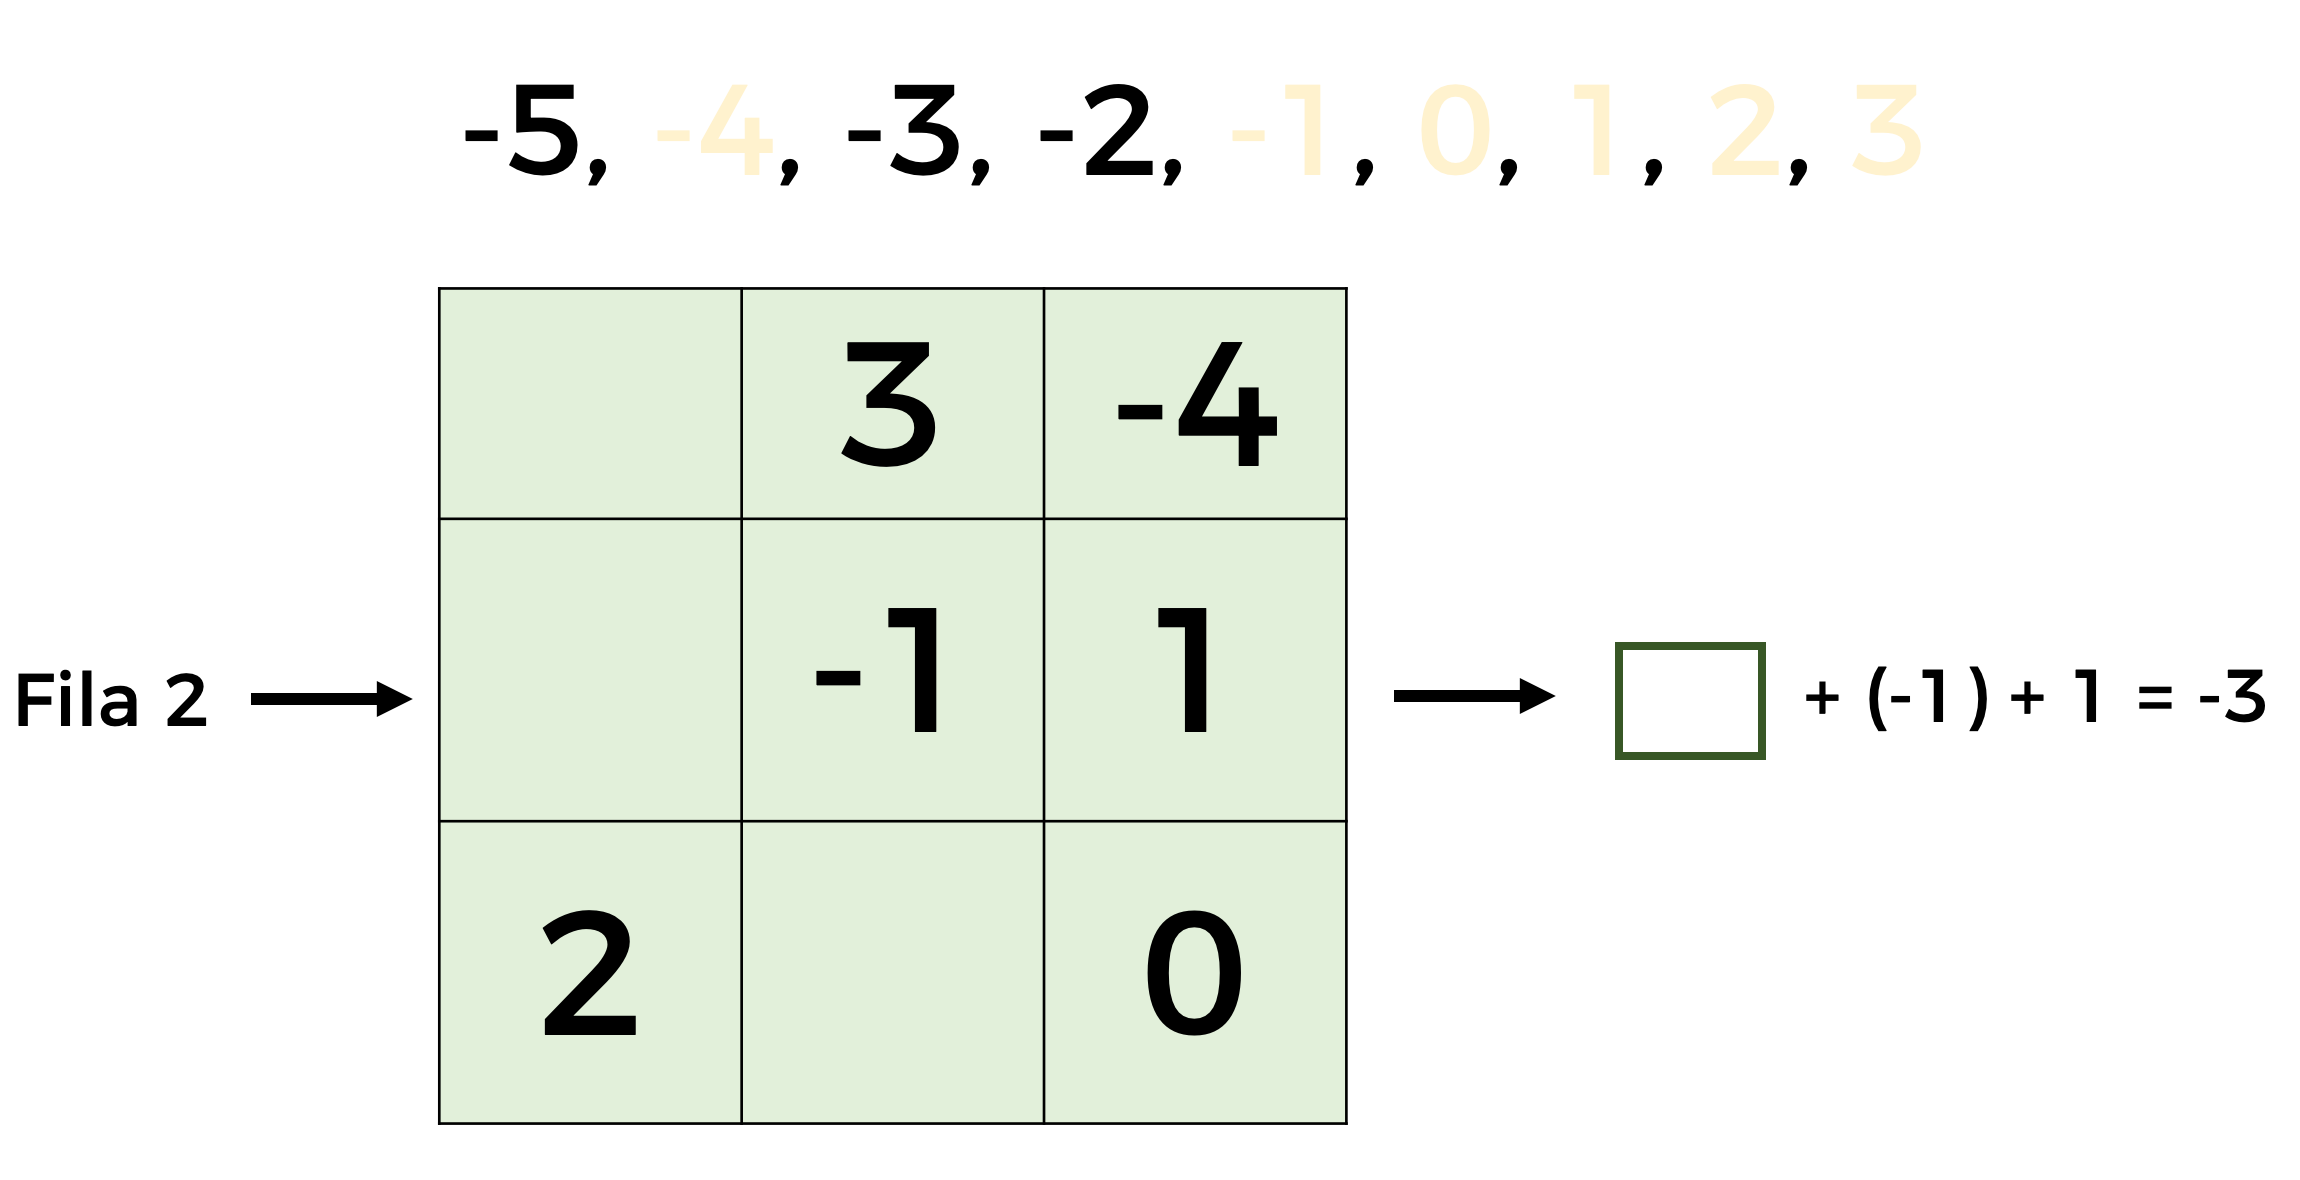 -5, -4, -3, -2, -1, 0, 1, 2, 3
3 -4
Fila 2 -1 1 + (-1) + 1 = -3
2 0